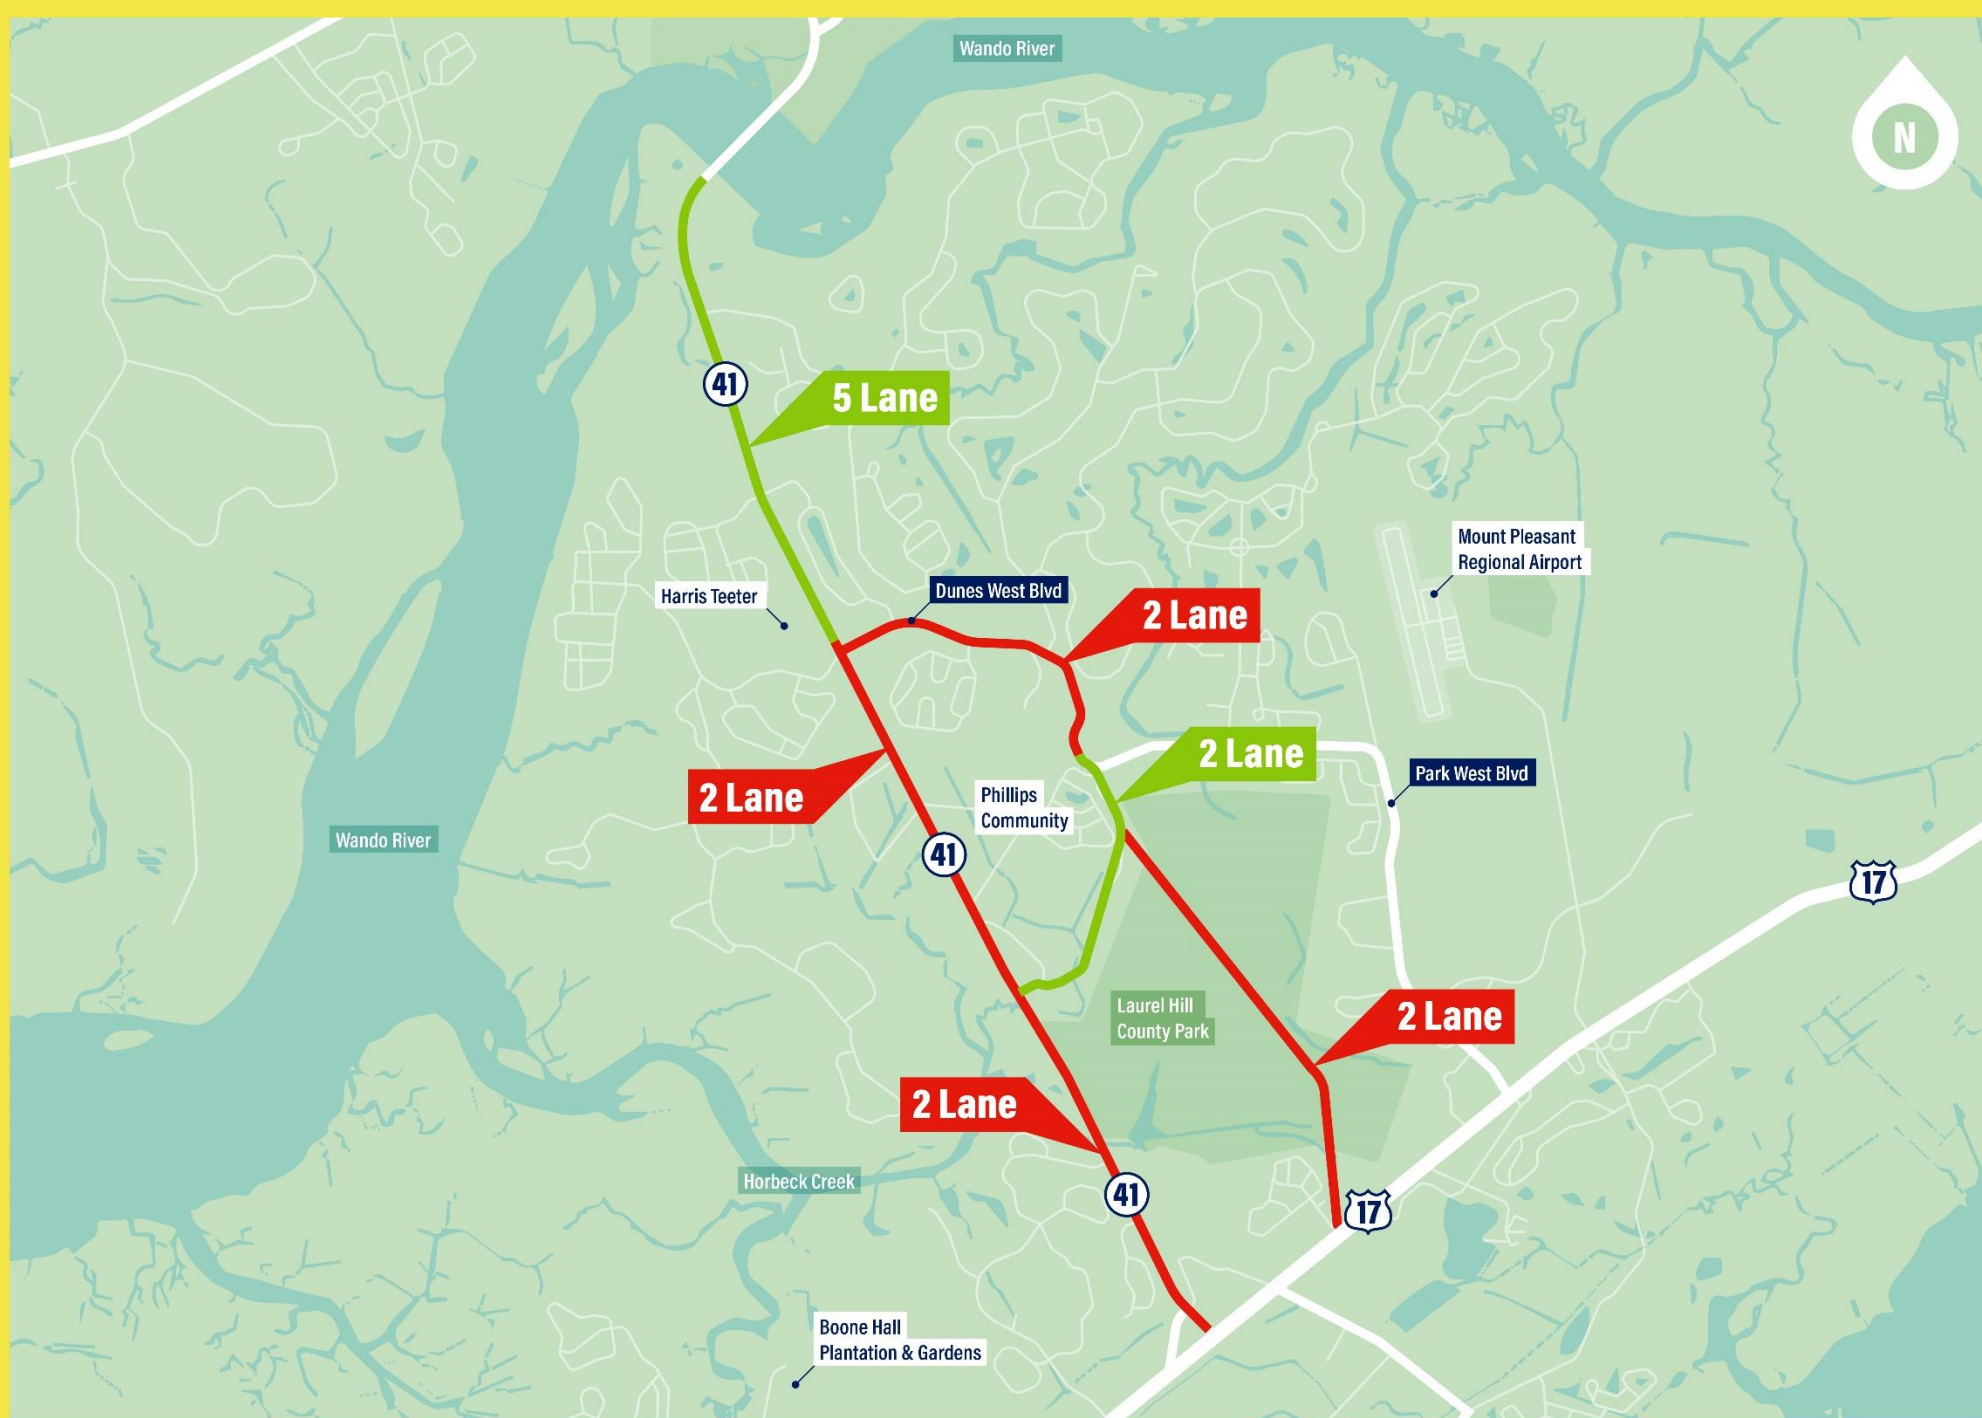 Wando River
N
41
5 Lane
Mount Pleasant
Regional Airport
Harris Teeter
Dunes West Blvd
2 Lane
2 Lane
Park West Blvd
2 Lane
Phillips
Community
Wando River
41
17
Laurel Hill
County Park
2 Lane
2 Lane
Horbeck Creek
41
17
Boone Hall
Plantation & Gardens